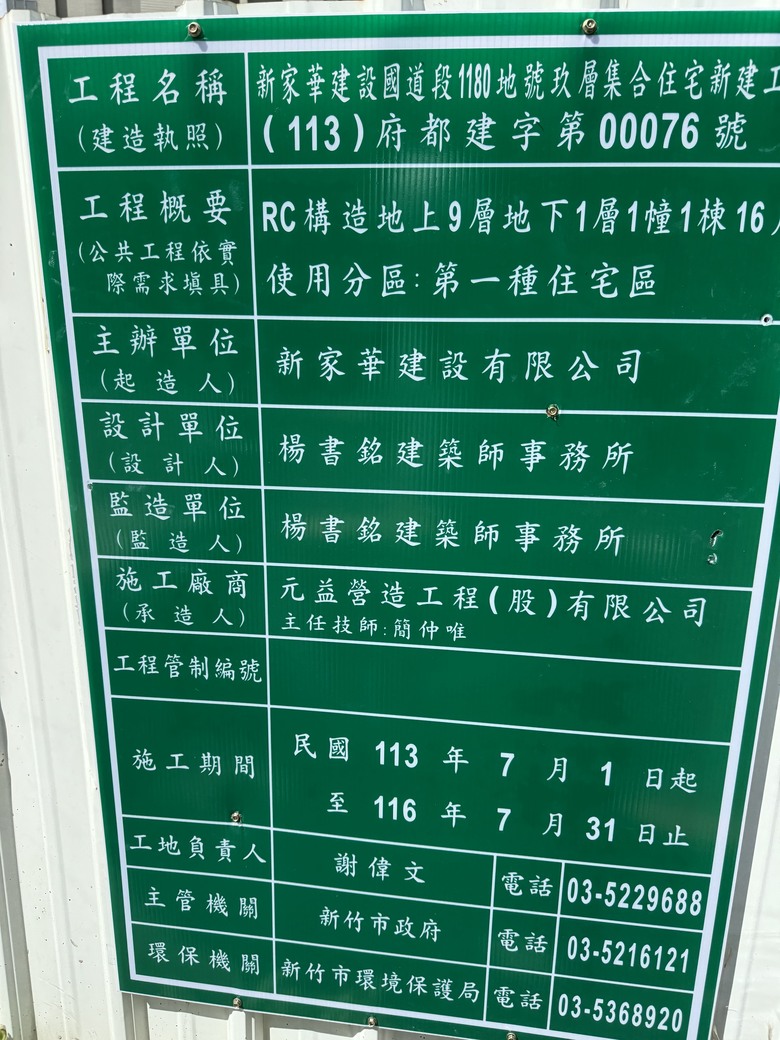 工程名稱 新家華建設國道段1180地號玖層集合住宅新建工
(建造執照) (113)府都建字第00076號
工程概要 RC構造地上9層地下1層1幢1棟16
(公共工程依實
際需求填具) 使用分區:第一種住宅區
主辦單位 新家華建設有限公司
(起造人)
設計單位 楊書銘建築師事務所
(設計人)
監造單位 楊書銘建築師事務所
(監造人)
施工廠商 元益營造工程(股)有限公司
(承造人) 主任技師:簡仲唯
工程管制編號
施工期間 民國 113 年 7 月 1 日起
至 116 年 7 月 31 日止
工地負責人 謝偉文 電話 03-5229688
主管機關 新竹市政府 電話 03-5216121
環保機關 新竹市環境保護局 電話 03-5368920